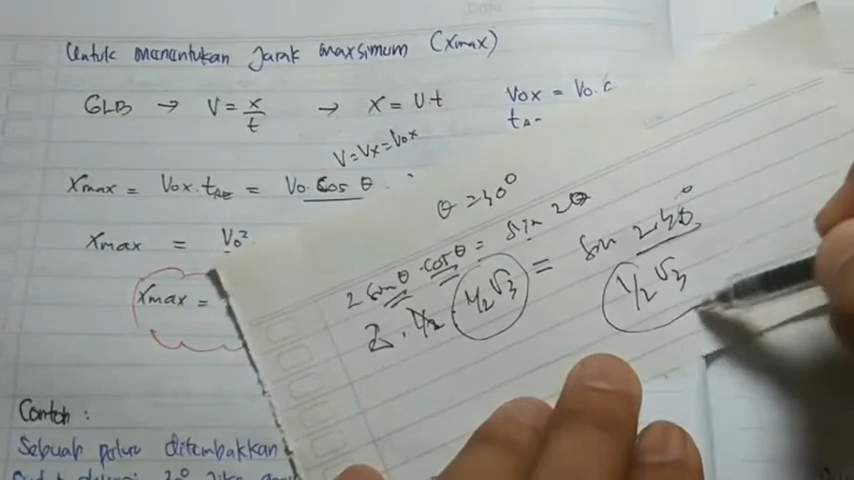 Untuk menentukan Jarak maxsimum (Xmax)
GLB → V = x/t → X = V.t
Vox = Vo.
V = Vx = Vox
Xmax = Vox.t = Vo.Cos θ .
Xmax = Vo²
Xmax =
θ = 30°
2 Sin θ . cos θ = Sin 2θ
2 . 1/2 . 1/2 √3 = Sin 2.30°
1/2 √3
Contoh :
Sebuah peluru ditembakkan